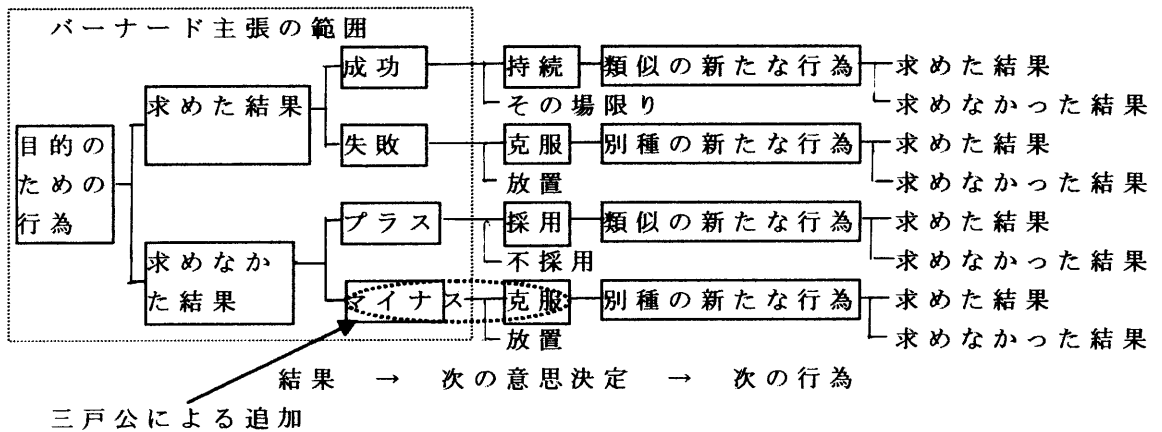 バーナード主張の範囲
成功 持続 類似の新たな行為 求めた結果
求めた結果 その場限り 求めなかった結果
目的の 失敗 克服 別種の新たな行為 求めた結果
ための 放置 求めなかった結果
行為 プラス 採用 類似の新たな行為 求めた結果
求めなか 不採用 求めなかった結果
た結果 マイナス 克服 別種の新たな行為 求めた結果
放置 求めなかった結果
結果 → 次の意思決定 → 次の行為
三戸公による追加